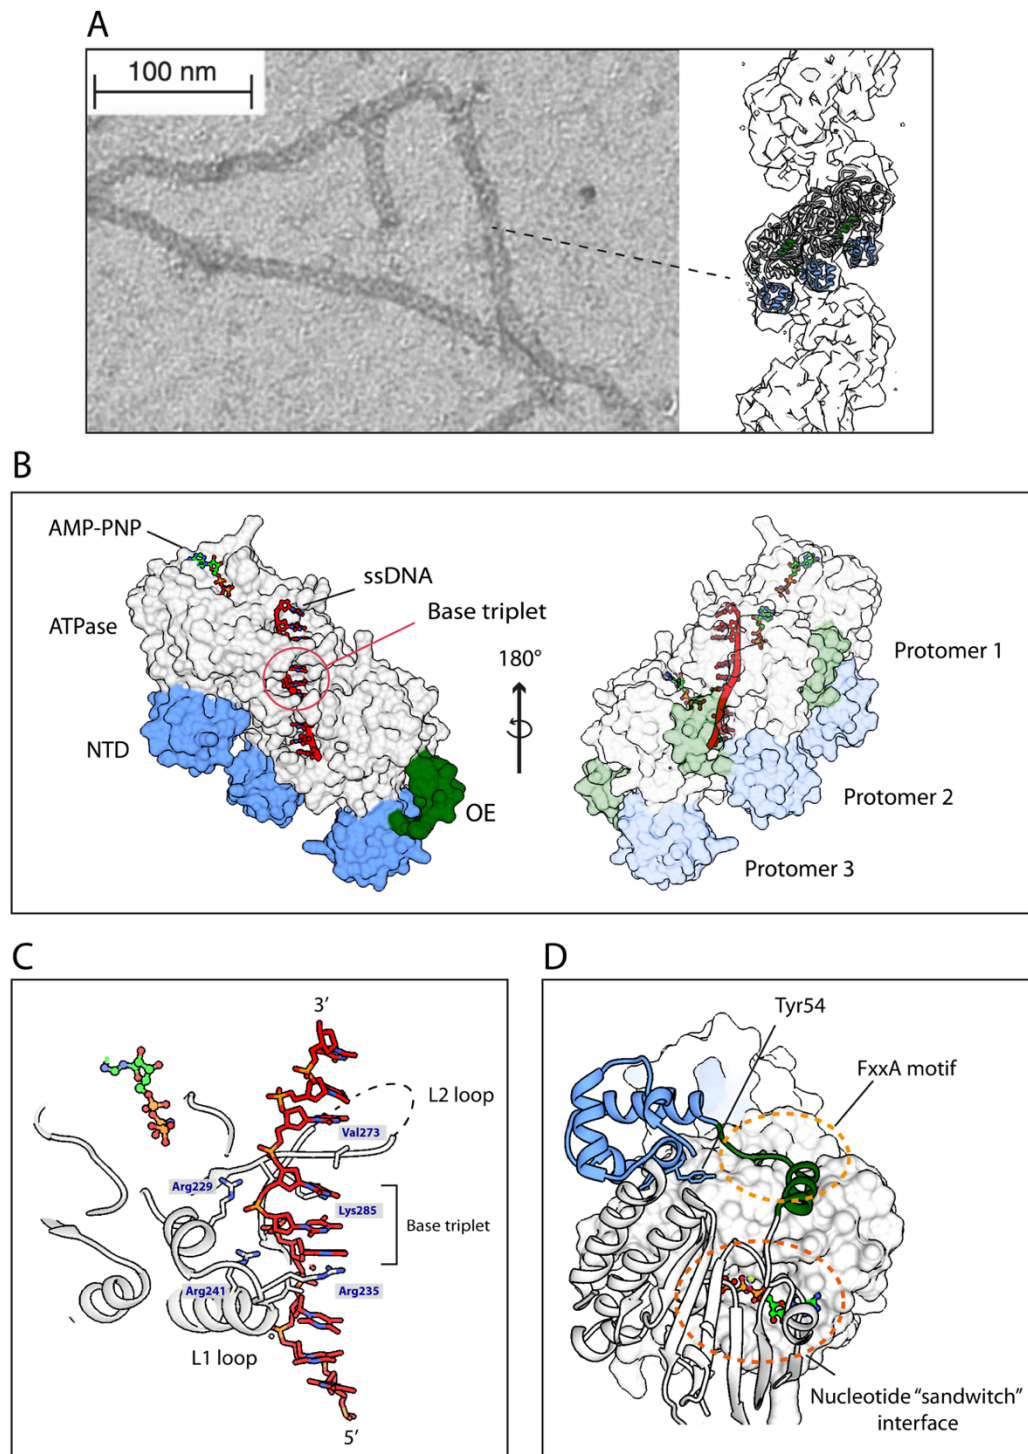 A
100 nm
B
AMP-PNP
ssDNA
Base triplet
ATPase
180°
Protomer 1
NTD
Protomer 2
OE
Protomer 3
C
3′
L2 loop
Val273
Arg229
Lys285
Base triplet
Arg241
Arg235
L1 loop
5′
D
Tyr54
FxxA motif
Nucleotide “sandwitch”
interface